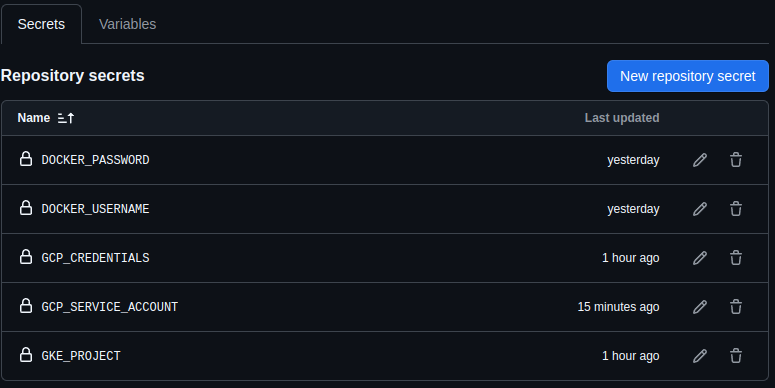 Secrets Variables
Repository secrets New repository secret
Name Last updated
DOCKER_PASSWORD yesterday
DOCKER_USERNAME yesterday
GCP_CREDENTIALS 1 hour ago
GCP_SERVICE_ACCOUNT 15 minutes ago
GKE_PROJECT 1 hour ago